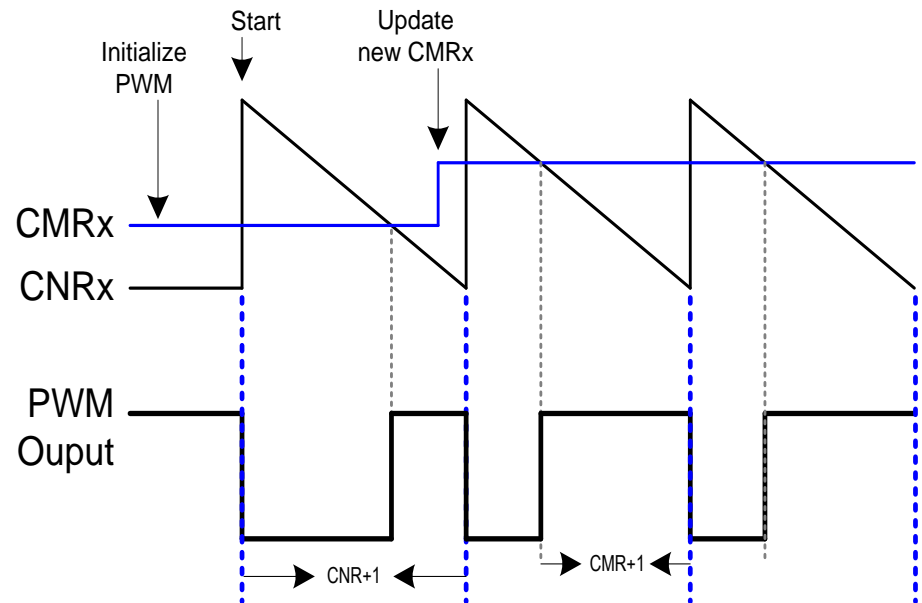 Start
Update
new CMRx
Initialize
PWM
CMRx
CNRx
PWM
Ouput
CNR+1
CMR+1